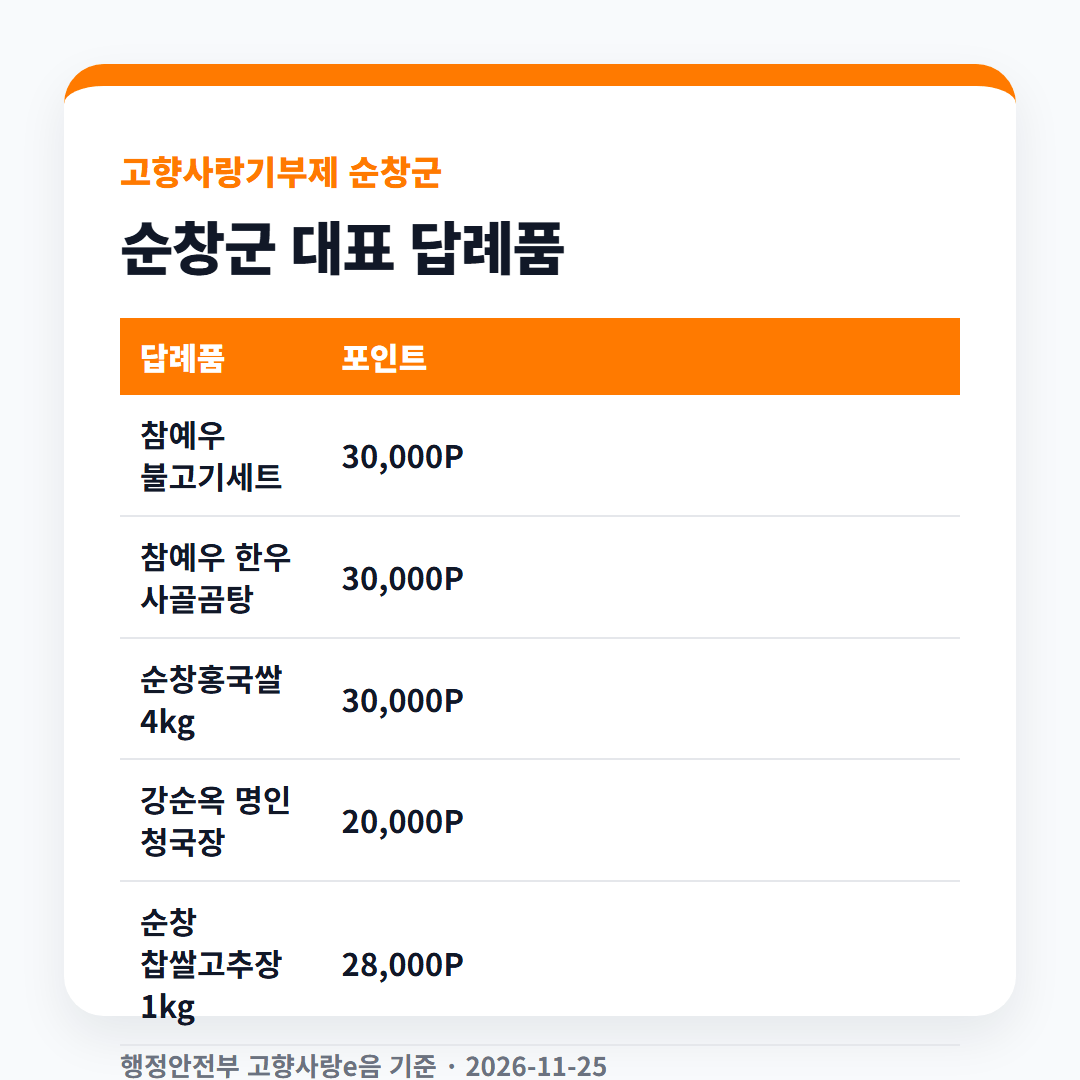 고향사랑기부제 순창군
순창군 대표 답례품
답례품 포인트
참예우
불고기세트
30,000P
참예우 한우
사골곰탕
30,000P
순창홍국쌀
4kg
30,000P
강순옥 명인
청국장
20,000P
순창
찹쌀고추장
1kg
28,000P
행정안전부 고향사랑e음 기준 · 2026-11-25